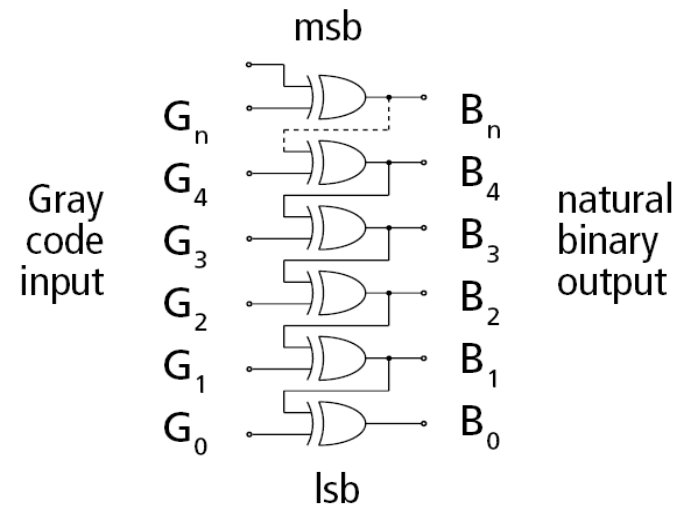 msb
Gn Bn
G4 B4
Gray
code
input
G3 B3
natural
binary
output
G2 B2
G1 B1
G0 B0
lsb